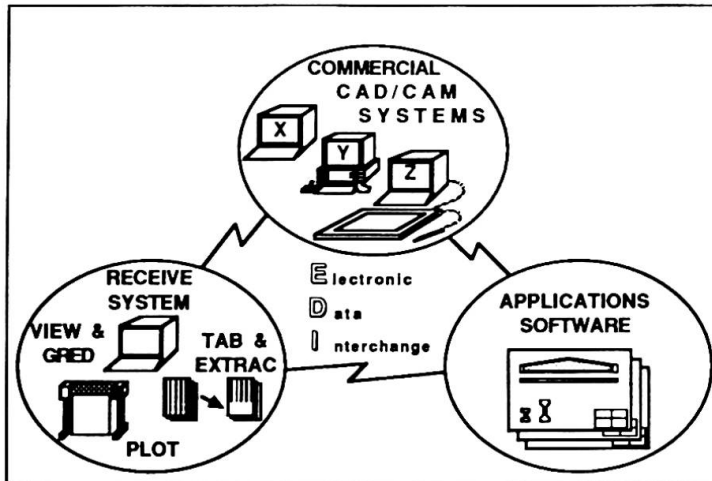 COMMERCIAL
CAD/CAM
SYSTEMS
X
Y
Z
RECEIVE
SYSTEM
VIEW &
GRED
TAB &
EXTRAC
PLOT
Electronic
Data
Interchange
APPLICATIONS
SOFTWARE